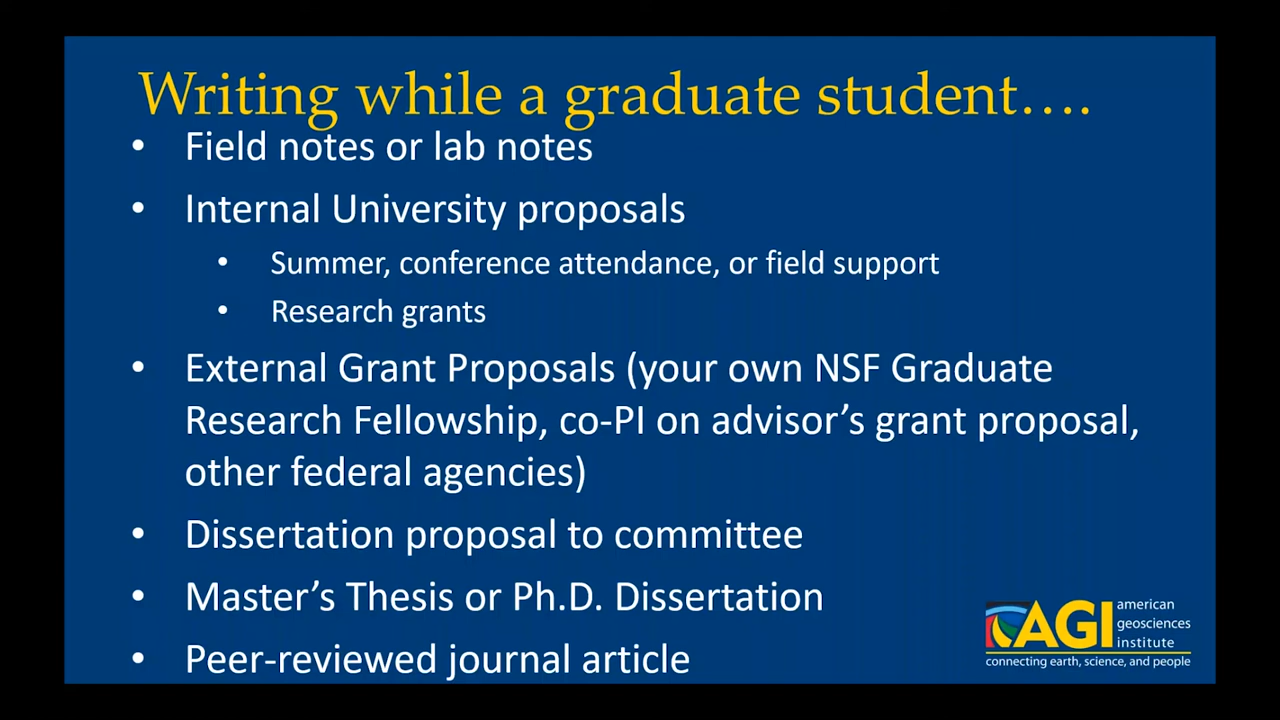 Writing while a graduate student….
• Field notes or lab notes
• Internal University proposals
• Summer, conference attendance, or field support
• Research grants
• External Grant Proposals (your own NSF Graduate
Research Fellowship, co-PI on advisor’s grant proposal,
other federal agencies)
• Dissertation proposal to committee
• Master’s Thesis or Ph.D. Dissertation
• Peer-reviewed journal article
AGI
american
geosciences
institute
connecting earth, science, and people